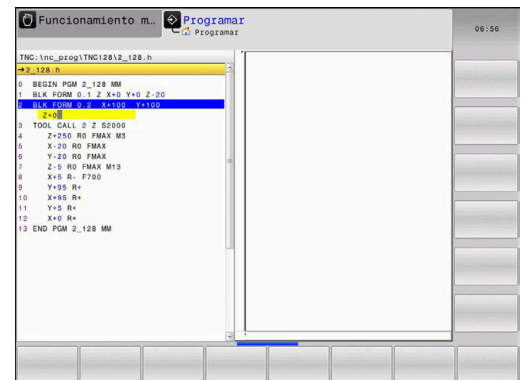 Funcionamiento m…
Programar
Programar
06:56
TNC:\nc_prog\TNC128\2_128.h
→2_128.h
0 BEGIN PGM 2_128 MM
1 BLK FORM 0.1 Z X+0 Y+0 Z-20
2 BLK FORM 0.2 X+100 Y+100
Z+0
3 TOOL CALL 2 Z S2000
4 Z+250 R0 FMAX M3
5 X-20 R0 FMAX
6 Y-20 R0 FMAX
7 Z-5 R0 FMAX M13
8 X+5 R- F700
9 Y+95 R+
10 X+95 R+
11 Y+5 R+
12 X+0 R+
13 END PGM 2_128 MM